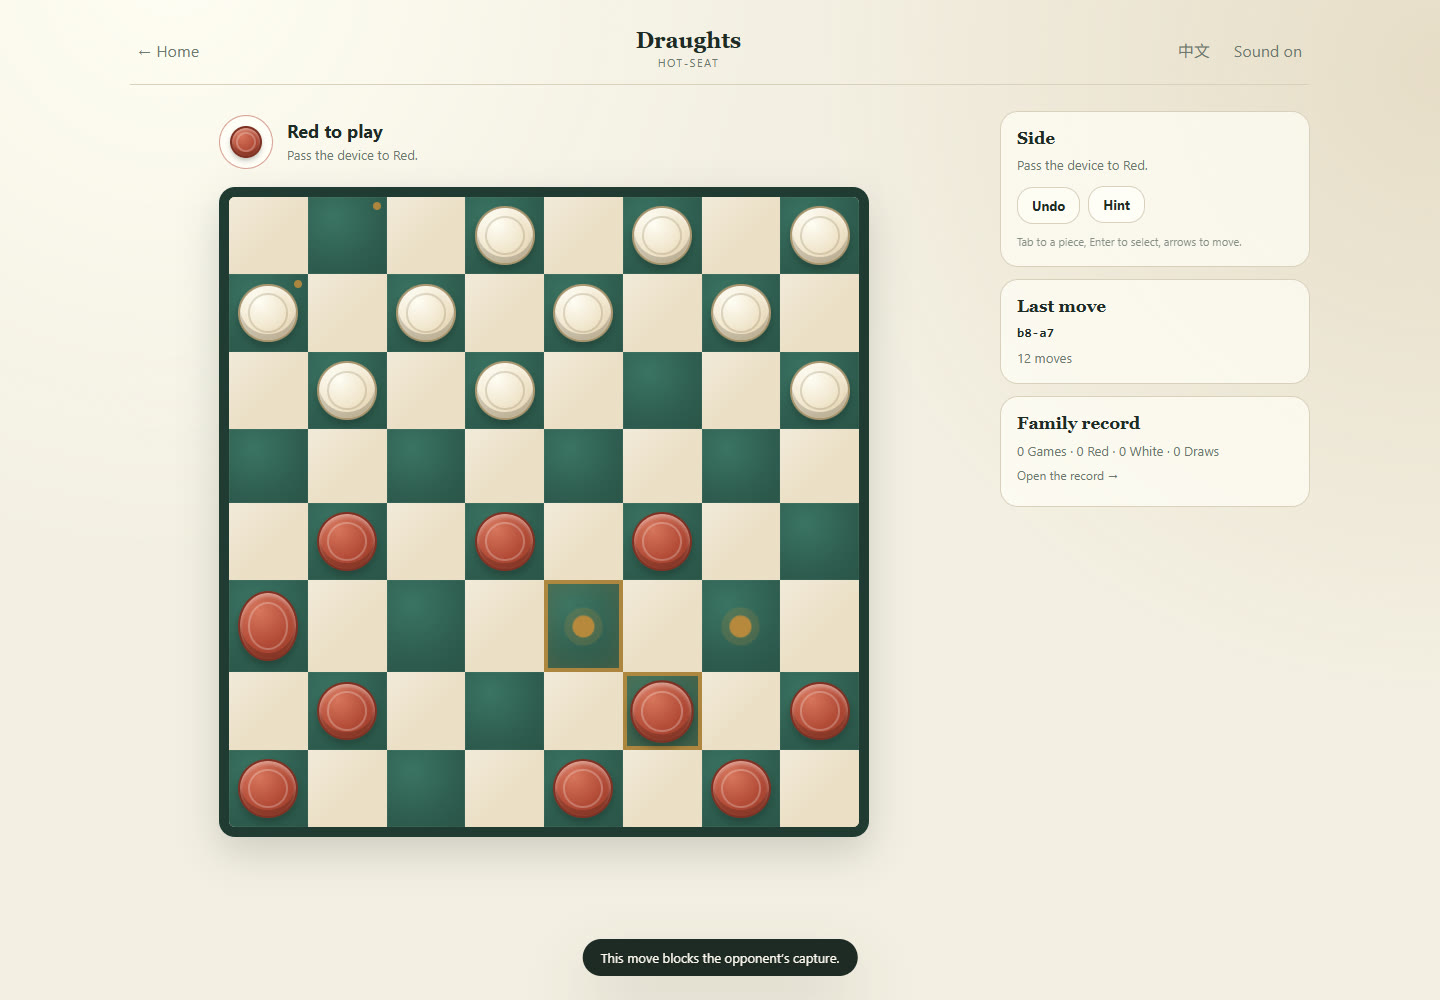 ← Home
Draughts
HOT-SEAT
中文
Sound on
Red to play
Pass the device to Red.
Side
Pass the device to Red.
Undo
Hint
Tab to a piece, Enter to select, arrows to move.
Last move
b8-a7
12 moves
Family record
0 Games · 0 Red · 0 White · 0 Draws
Open the record →
This move blocks the opponent's capture.